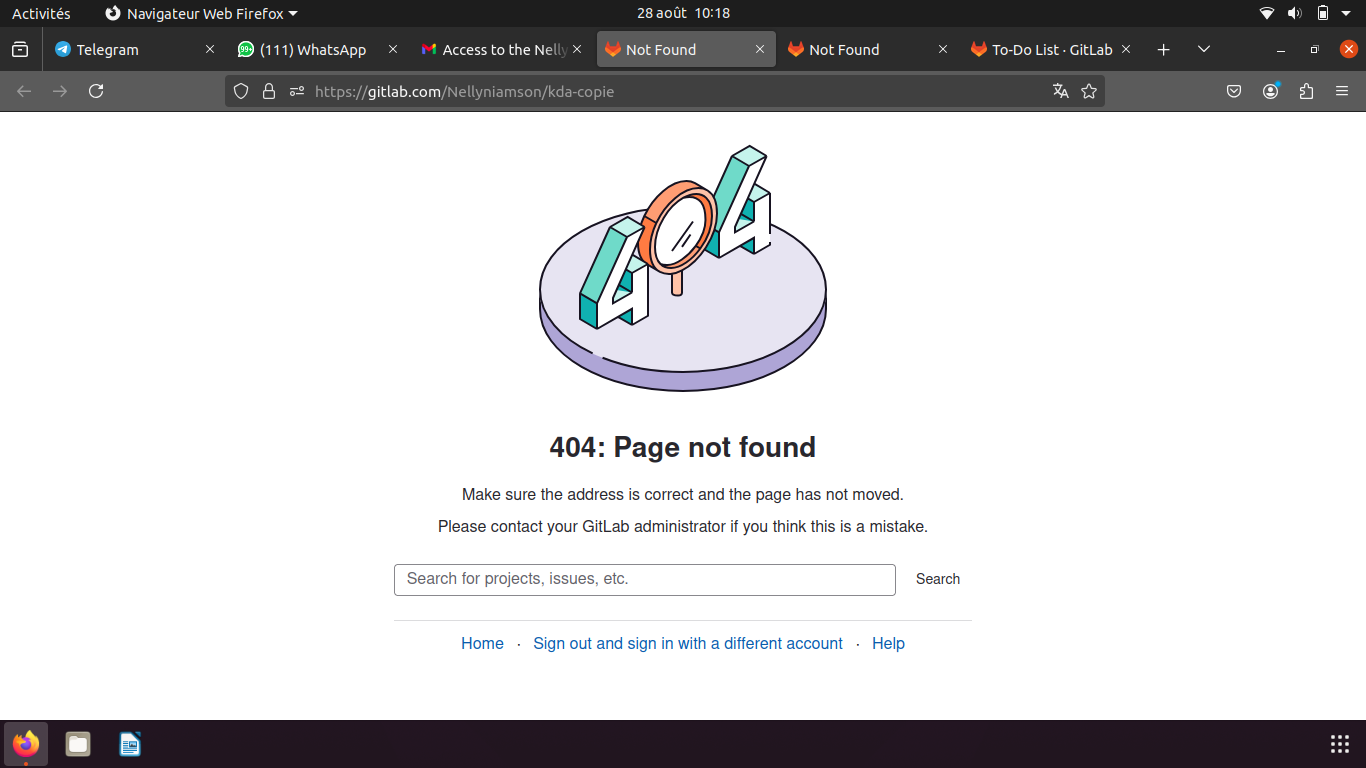 Activités Navigateur Web Firefox 28 août 10:18
Telegram 99+ (111) WhatsApp Access to the Nelly Not Found Not Found To-Do List · GitLab
https://gitlab.com/Nellyniamson/kda-copie
404
404: Page not found
Make sure the address is correct and the page has not moved.
Please contact your GitLab administrator if you think this is a mistake.
Search for projects, issues, etc. Search
Home · Sign out and sign in with a different account · Help